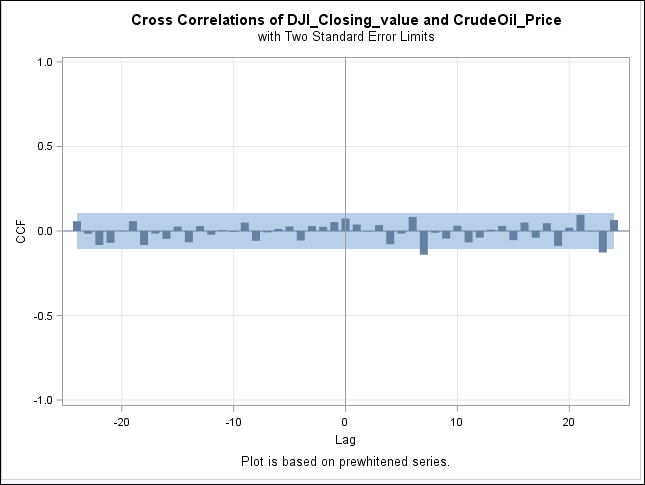 Cross Correlations of DJI_Closing_value and CrudeOil_Price
with Two Standard Error Limits
1.0
0.5
0.0
-0.5
-1.0
CCF
-20 -10 0 10 20
Lag
Plot is based on prewhitened series.